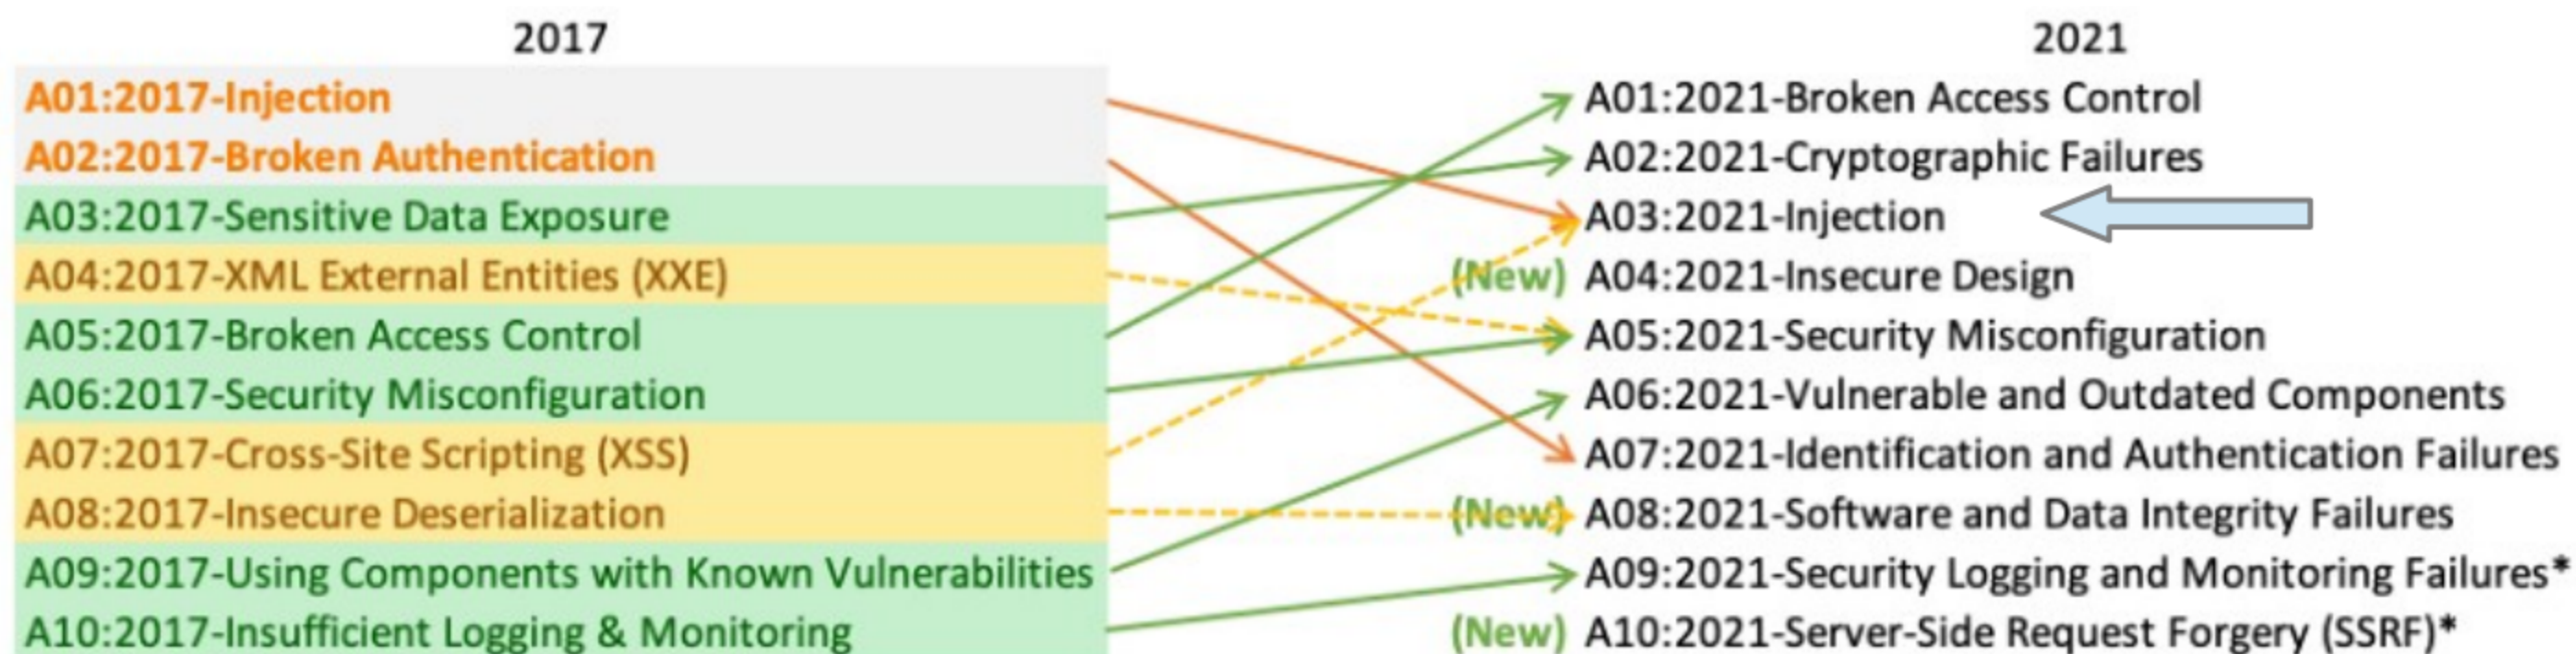 2017
A01:2017-Injection
A02:2017-Broken Authentication
A03:2017-Sensitive Data Exposure
A04:2017-XML External Entities (XXE)
A05:2017-Broken Access Control
A06:2017-Security Misconfiguration
A07:2017-Cross-Site Scripting (XSS)
A08:2017-Insecure Deserialization
A09:2017-Using Components with Known Vulnerabilities
A10:2017-Insufficient Logging & Monitoring
2021
A01:2021-Broken Access Control
A02:2021-Cryptographic Failures
A03:2021-Injection
(New) A04:2021-Insecure Design
A05:2021-Security Misconfiguration
A06:2021-Vulnerable and Outdated Components
A07:2021-Identification and Authentication Failures
(New) A08:2021-Software and Data Integrity Failures
A09:2021-Security Logging and Monitoring Failures*
(New) A10:2021-Server-Side Request Forgery (SSRF)*